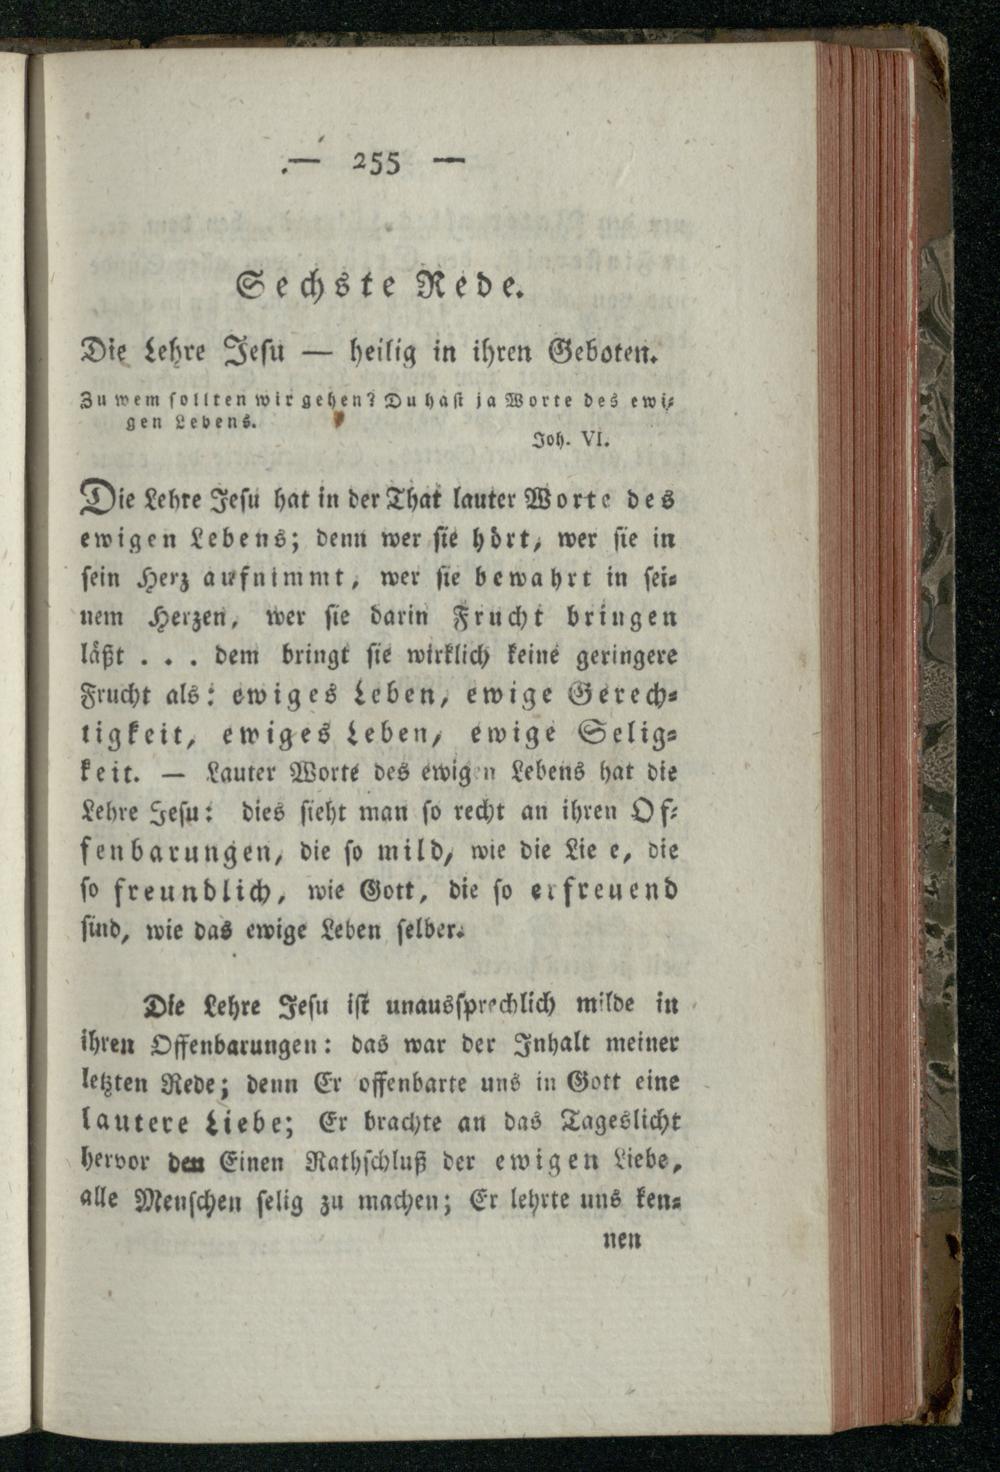 — 255 —
Sechste Rede.
Die Lehre Jesu — heilig in ihren Geboten.
Zu wem sollten wir gehen? Du hast ja Worte des ewi-
gen Lebens.
Joh. VI.
Die Lehre Jesu hat in der That lauter Worte des
ewigen Lebens; denn wer sie hört, wer sie in
sein Herz aufnimmt, wer sie bewahrt in sei-
nem Herzen, wer sie darin Frucht bringen
läßt . . . dem bringt sie wirklich keine geringere
Frucht als: ewiges Leben, ewige Gerech-
tigkeit, ewiges Leben, ewige Selig-
keit. — Lauter Worte des ewigen Lebens hat die
Lehre Jesu: dies sieht man so recht an ihren Of-
fenbarungen, die so mild, wie die Lie e, die
so freundlich, wie Gott, die so erfreuend
sind, wie das ewige Leben selber.
Die Lehre Jesu ist unaussprechlich milde in
ihren Offenbarungen: das war der Inhalt meiner
letzten Rede; denn Er offenbarte uns in Gott eine
lautere Liebe; Er brachte an das Tageslicht
hervor den Einen Rathschluß der ewigen Liebe,
alle Menschen selig zu machen; Er lehrte uns ken-
nen